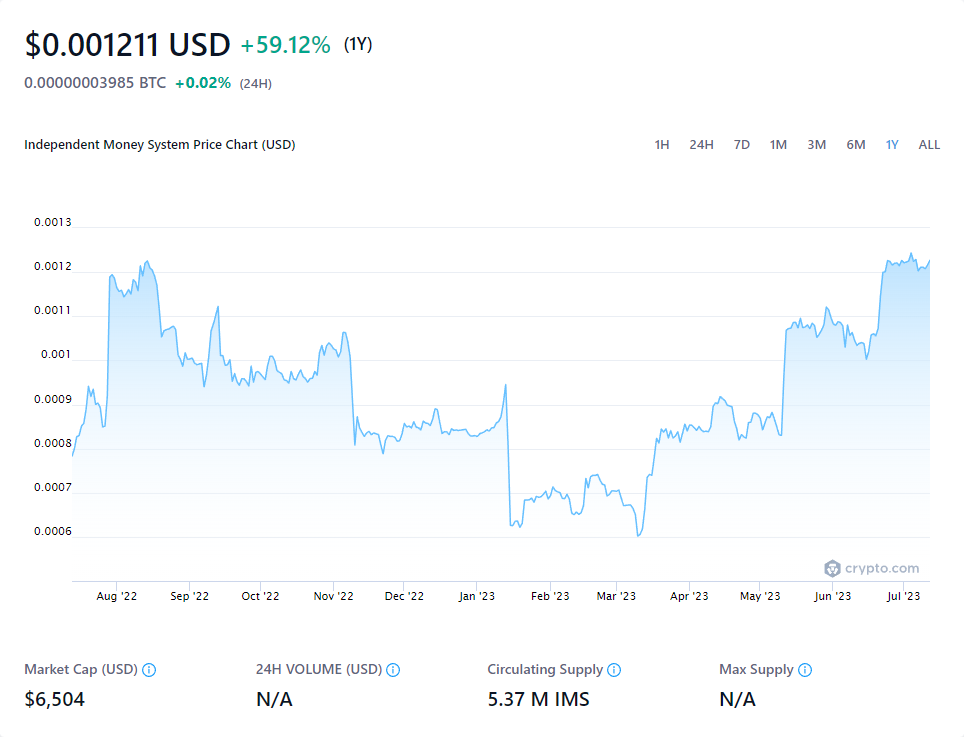 $0.001211 USD +59.12% (1Y)
0.00000003985 BTC +0.02% (24H)
Independent Money System Price Chart (USD) 1H 24H 7D 1M 3M 6M 1Y ALL
0.0013
0.0012
0.0011
0.001
0.0009
0.0008
0.0007
0.0006
crypto.com
Aug '22 Sep '22 Oct '22 Nov '22 Dec '22 Jan '23 Feb '23 Mar '23 Apr '23 May '23 Jun '23 Jul '23
Market Cap (USD) 24H VOLUME (USD) Circulating Supply Max Supply
$6,504 N/A 5.37 M IMS N/A